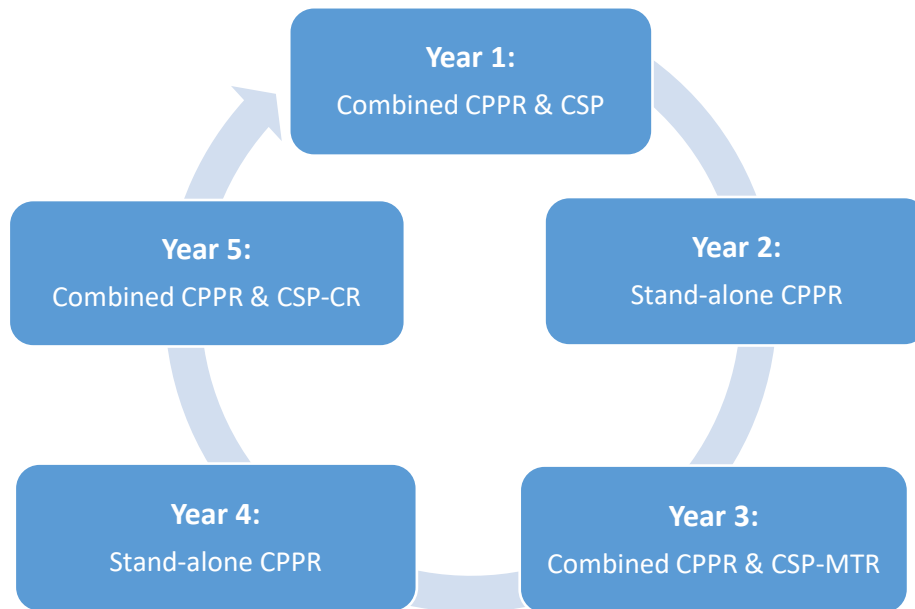 Year 1:
Combined CPPR & CSP
Year 2:
Stand-alone CPPR
Year 3:
Combined CPPR & CSP-MTR
Year 4:
Stand-alone CPPR
Year 5:
Combined CPPR & CSP-CR